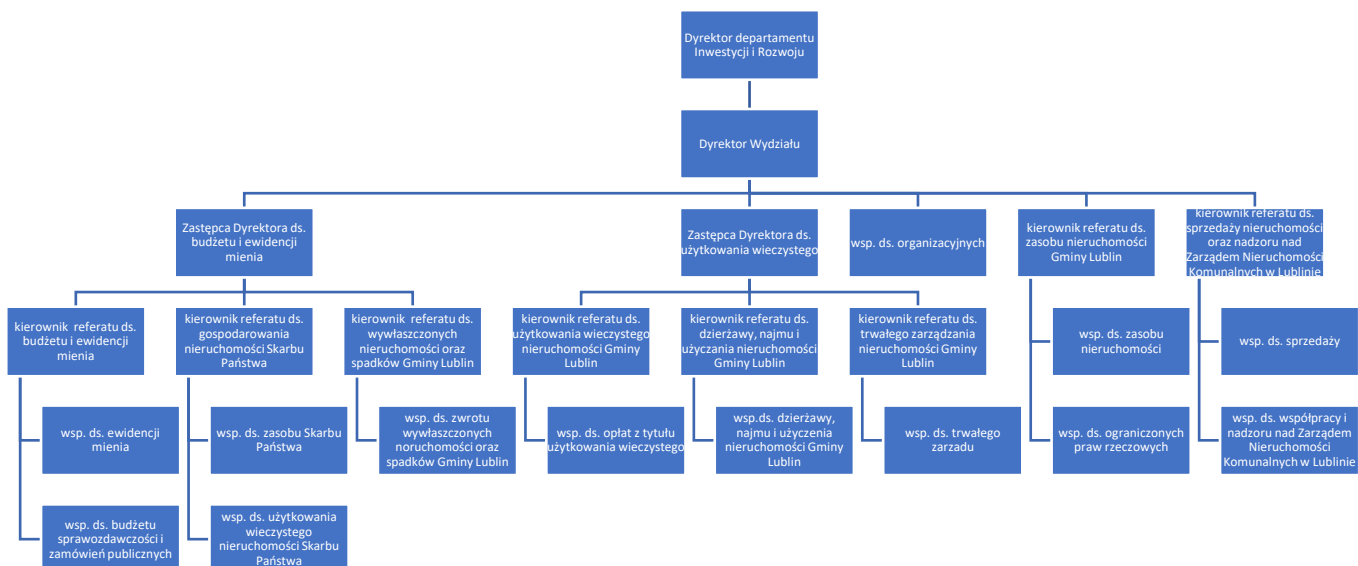 Dyrektor departamentu
Inwestycji i Rozwoju
Dyrektor Wydziału
Zastępca Dyrektora ds.
budżetu i ewidencji
mienia
Zastępca Dyrektora ds.
użytkowania wieczystego
wsp. ds. organizacyjnych
kierownik referatu ds.
zasobu nieruchomości
Gminy Lublin
kierownik referatu ds.
sprzedaży nieruchomości
oraz nadzoru nad
Zarządem Nieruchomości
Komunalnych w Lublinie
kierownik referatu ds.
budżetu i ewidencji
mienia
kierownik referatu ds.
gospodarowania
nieruchomości Skarbu
Państwa
kierownik referatu ds.
wywłaszczonych
nieruchomości oraz
spadków Gminy Lublin
kierownik referatu ds.
użytkowania wieczystego
nieruchomości Gminy
Lublin
kierownik referatu ds.
dzierżawy, najmu i
użyczania nieruchomości
Gminy Lublin
kierownik referatu ds.
trwałego zarządzania
nieruchomości Gminy
Lublin
wsp. ds. zasobu
nieruchomości
wsp. ds. sprzedaży
wsp. ds. ewidencji
mienia
wsp. ds. zasobu Skarbu
Państwa
wsp. ds. zwrotu
wywłaszczonych
noruchomości oraz
spadków Gminy Lublin
wsp. ds. opłat z tytułu
użytkowania wieczystego
wsp.ds. dzierżawy,
najmu i użyczenia
nieruchomości Gminy
Lublin
wsp. ds. trwałego
zarzadu
wsp. ds. ograniczonych
praw rzeczowych
wsp. ds. współpracy i
nadzoru nad Zarządem
Nieruchomości
Komunalnych w Lublinie
wsp. ds. budżetu
sprawozdawczości i
zamówień publicznych
wsp. ds. użytkowania
wieczystego
nieruchomości Skarbu
Państwa